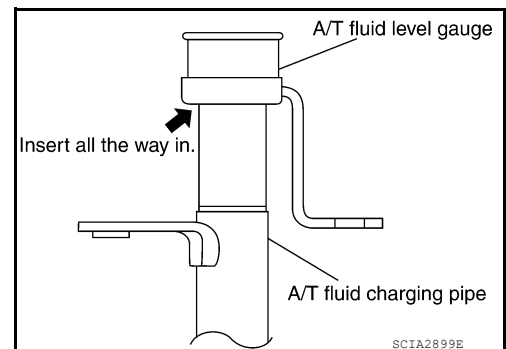 A/T fluid level gauge
Insert all the way in.
A/T fluid charging pipe
SCIA2899E